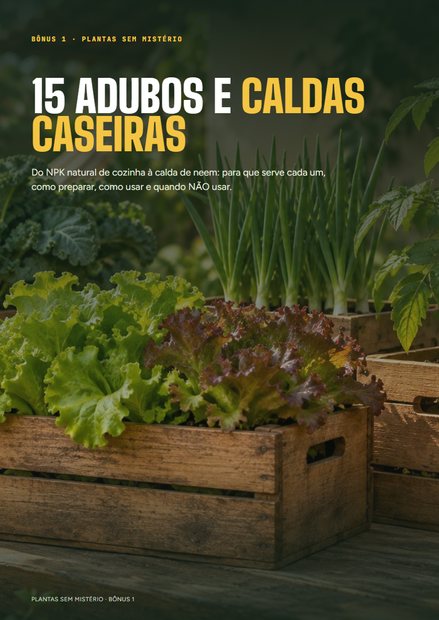 BÔNUS 1 · PLANTAS SEM MISTÉRIO
15 ADUBOS E CALDAS
CASEIRAS
Do NPK natural de cozinha à calda de neem: para que serve cada um,
como preparar, como usar e quando NÃO usar.
PLANTAS SEM MISTÉRIO · BÔNUS 1